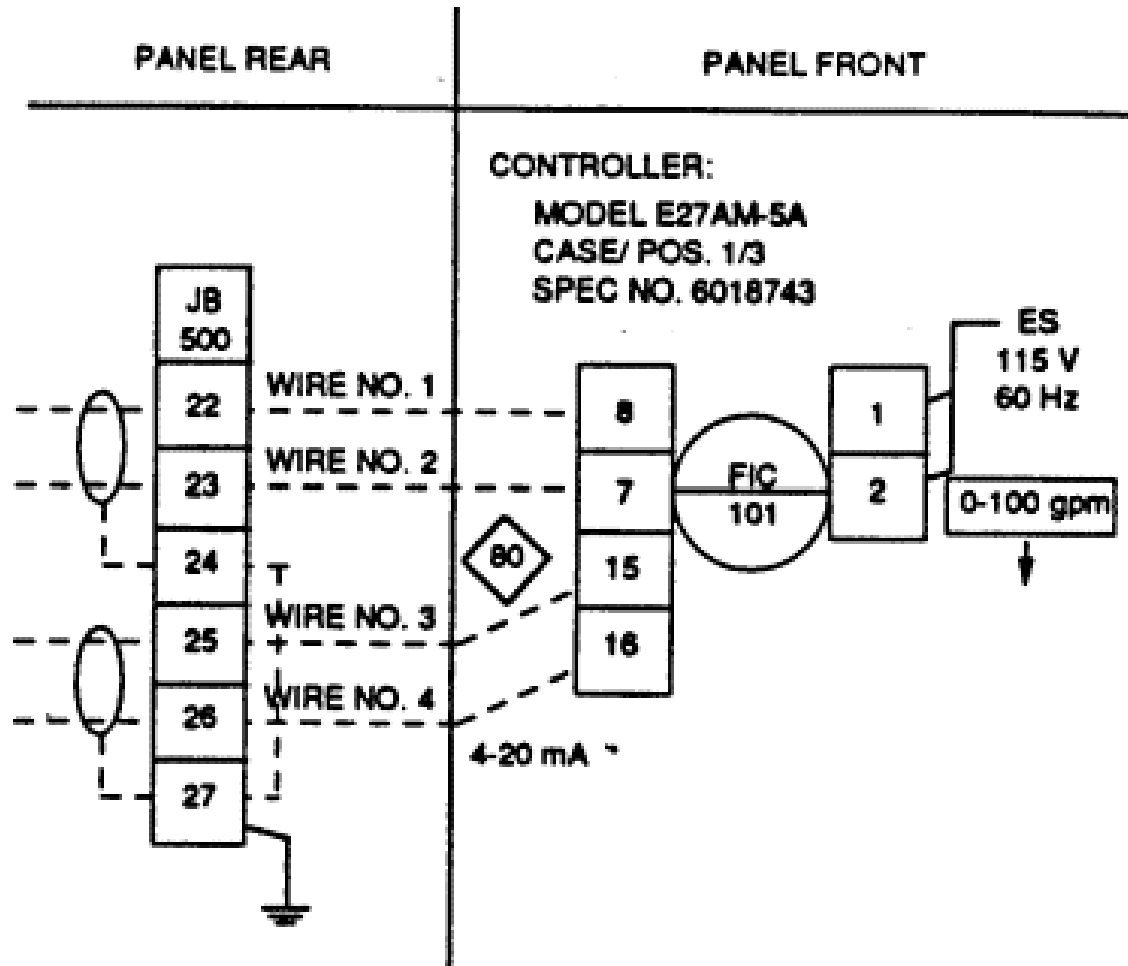 PANEL REAR
PANEL FRONT
CONTROLLER:
MODEL E27AM-5A
CASE/ POS. 1/3
SPEC NO. 6018743
JB
500
22
23
24
25
26
27
WIRE NO. 1
WIRE NO. 2
WIRE NO. 3
WIRE NO. 4
80
4-20 mA
8
7
15
16
FIC
101
1
2
ES
115 V
60 Hz
0-100 gpm